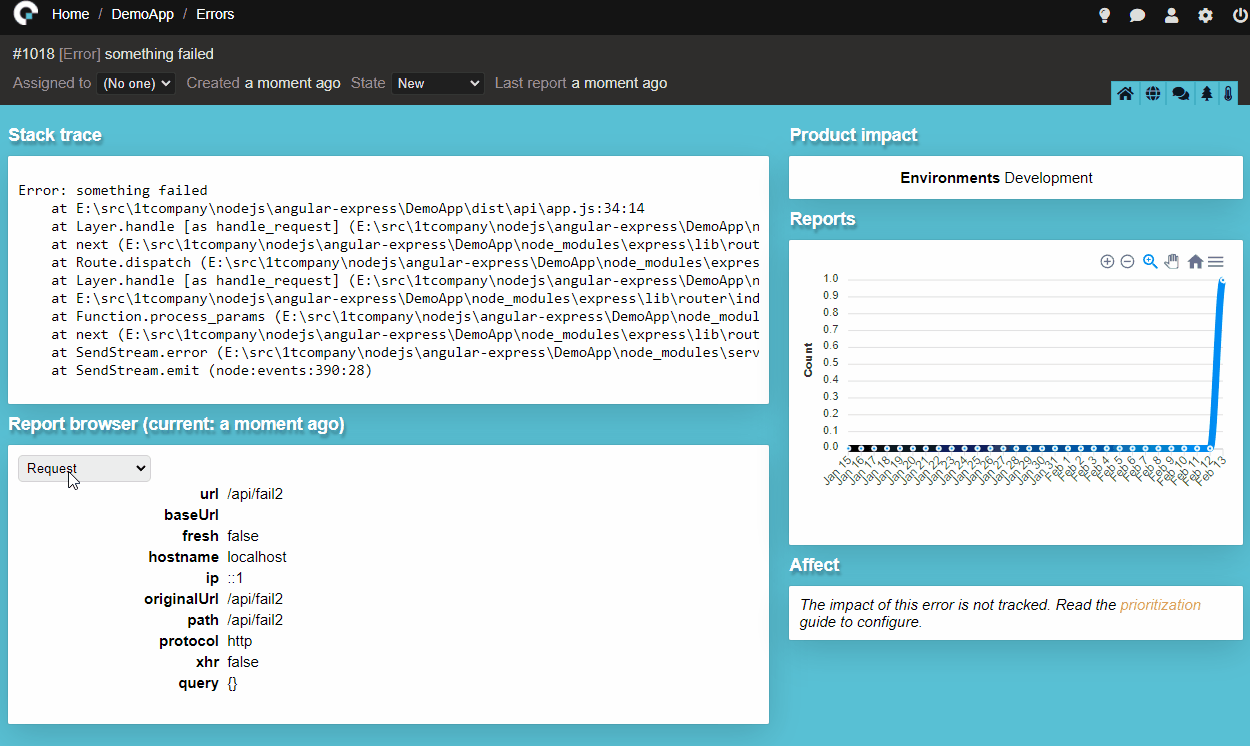 Home / DemoApp / Errors
#1018 [Error] something failed
Assigned to (No one) Created a moment ago State New Last report a moment ago
Stack trace
Error: something failed
at E:\src\1tcompany\nodejs\angular-express\DemoApp\dist\api\app.js:34:14
at Layer.handle [as handle_request] (E:\src\1tcompany\nodejs\angular-express\DemoApp\n
at next (E:\src\1tcompany\nodejs\angular-express\DemoApp\node_modules\express\lib\rout
at Route.dispatch (E:\src\1tcompany\nodejs\angular-express\DemoApp\node_modules\expres
at Layer.handle [as handle_request] (E:\src\1tcompany\nodejs\angular-express\DemoApp\n
at E:\src\1tcompany\nodejs\angular-express\DemoApp\node_modules\express\lib\router\ind
at Function.process_params (E:\src\1tcompany\nodejs\angular-express\DemoApp\node_modul
at next (E:\src\1tcompany\nodejs\angular-express\DemoApp\node_modules\express\lib\rout
at SendStream.error (E:\src\1tcompany\nodejs\angular-express\DemoApp\node_modules\serv
at SendStream.emit (node:events:390:28)
Report browser (current: a moment ago)
Request
url /api/fail2
baseUrl
fresh false
hostname localhost
ip ::1
originalUrl /api/fail2
path /api/fail2
protocol http
xhr false
query {}
Product impact
Environments Development
Reports
Count
1.0
0.9
0.8
0.7
0.6
0.5
0.4
0.3
0.2
0.1
0.0
Jan 15
Jan 16
Jan 17
Jan 18
Jan 19
Jan 20
Jan 21
Jan 22
Jan 23
Jan 24
Jan 25
Jan 26
Jan 27
Jan 28
Jan 29
Jan 30
Jan 31
Feb 1
Feb 2
Feb 3
Feb 4
Feb 5
Feb 6
Feb 7
Feb 8
Feb 9
Feb 10
Feb 11
Feb 12
Feb 13
Affect
The impact of this error is not tracked. Read the prioritization
guide to configure.